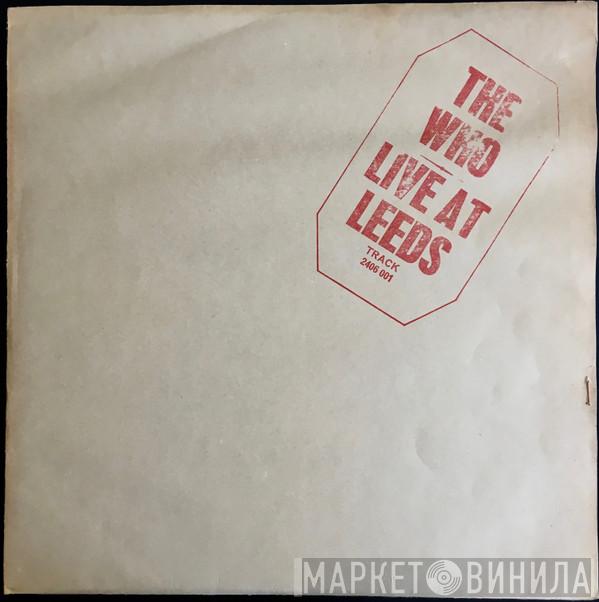 THE
WHO
LIVE AT
LEEDS
TRACK
2406 001
МАРКЕТ ВИНИЛА